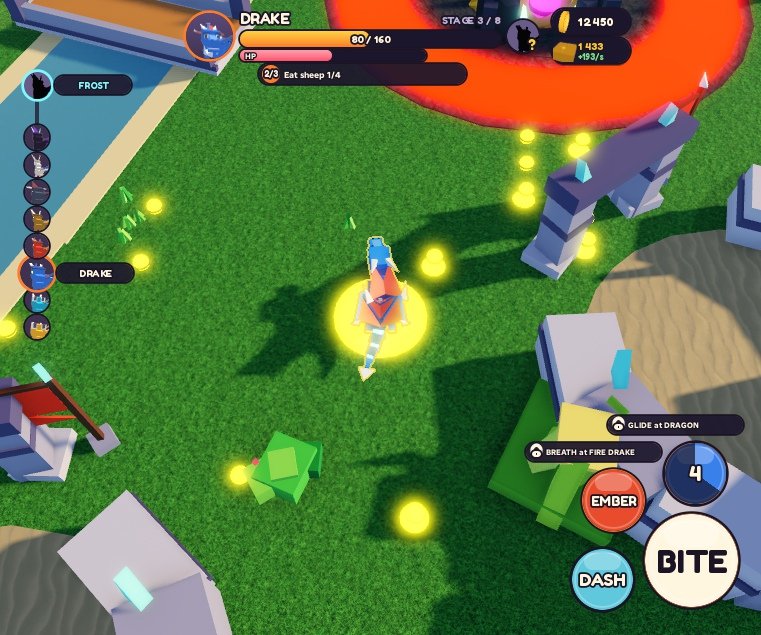 DRAKE
STAGE 3 / 8
12 450
80/ 160
?
1 433
+193/s
HP
2/3 Eat sheep 1/4
FROST
DRAKE
GLIDE at DRAGON
BREATH at FIRE DRAKE
4
EMBER
BITE
DASH